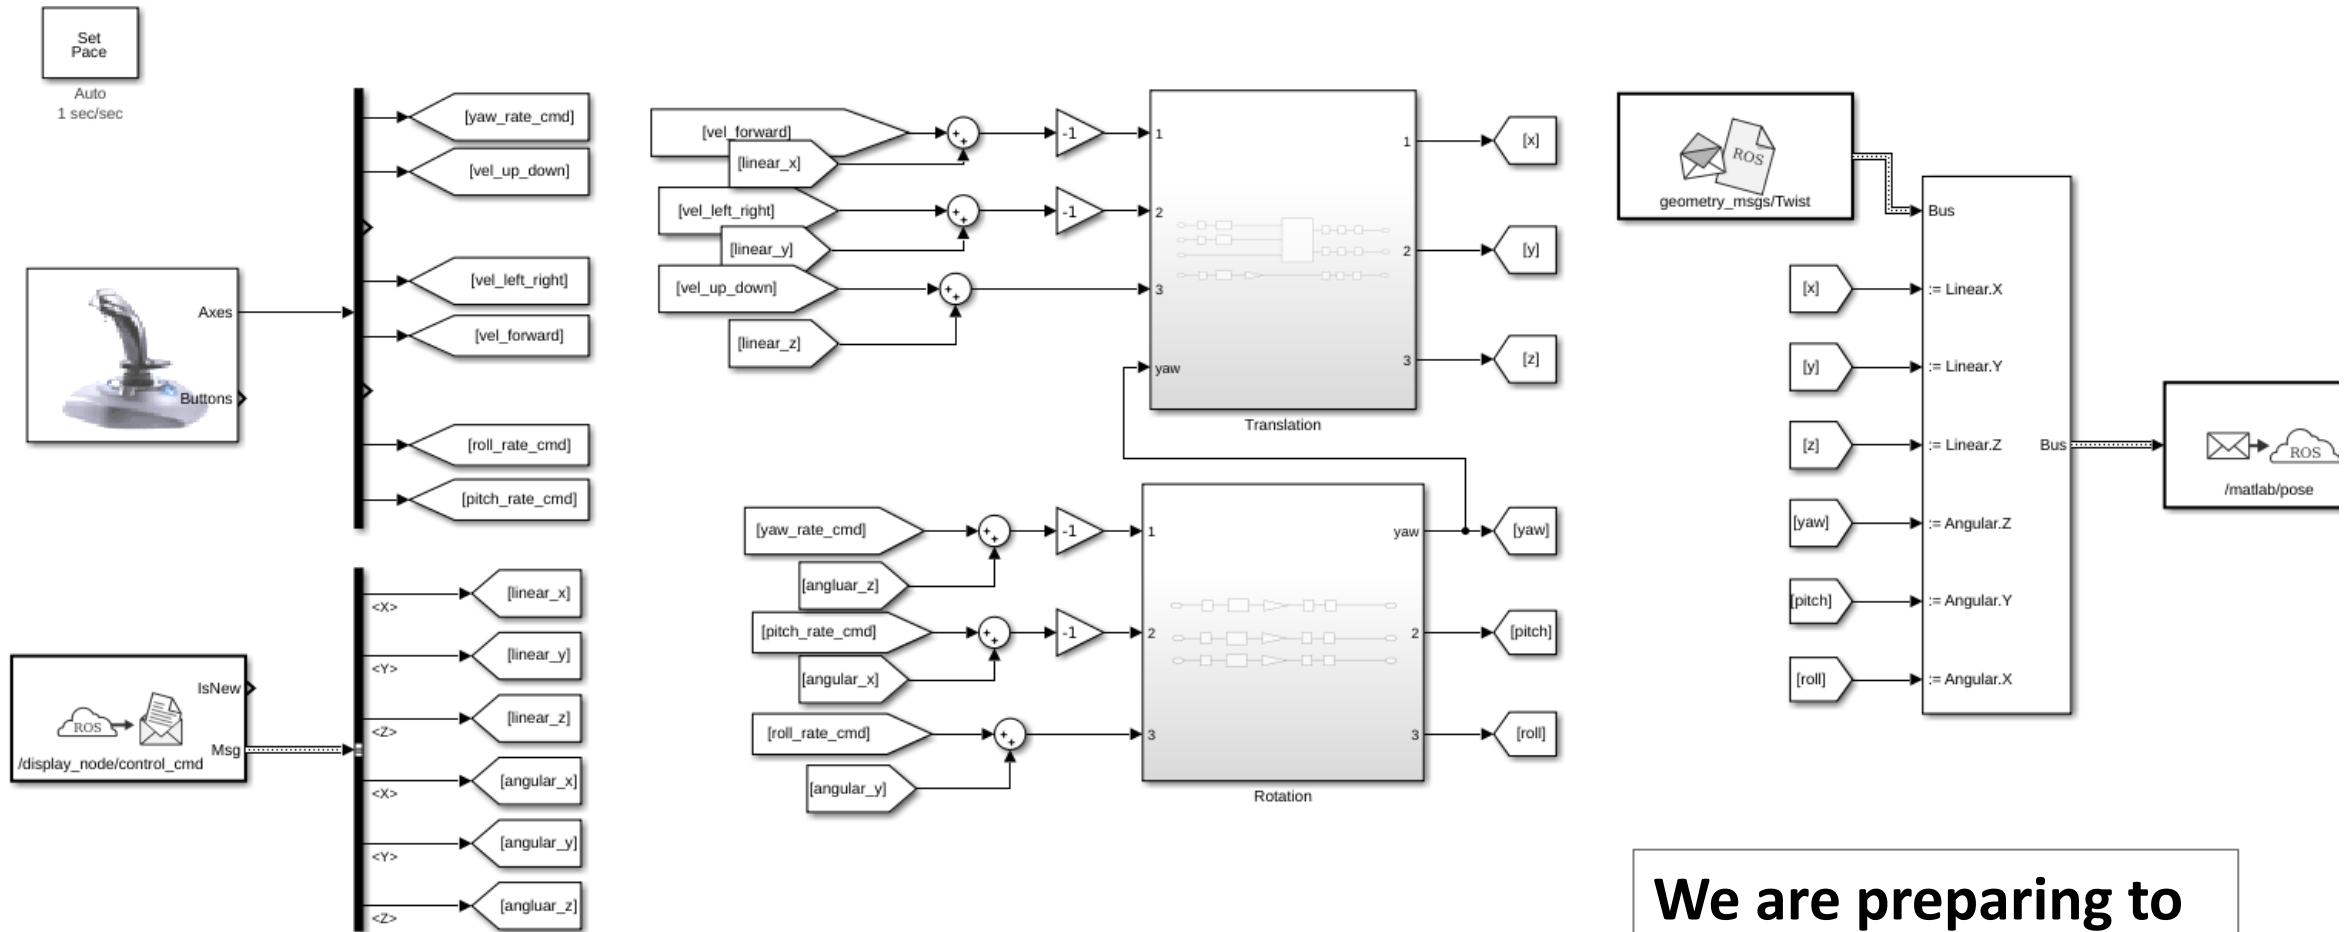 Set
Pace
Auto
1 sec/sec
[yaw_rate_cmd]
[vel_up_down]
[vel_left_right]
[vel_forward]
[roll_rate_cmd]
[pitch_rate_cmd]
Axes
Buttons
IsNew
ROS
Msg
/display_node/control_cmd
<X>
[linear_x]
<Y>
[linear_y]
<Z>
[linear_z]
<X>
[angular_x]
<Y>
[angular_y]
<Z>
[angluar_z]
[vel_forward]
[linear_x]
[vel_left_right]
[linear_y]
[vel_up_down]
[linear_z]
++
-1
++
-1
++
1
2
3
yaw
1
2
3
Translation
[x]
[y]
[z]
[yaw_rate_cmd]
[angluar_z]
[pitch_rate_cmd]
[angular_x]
[roll_rate_cmd]
[angular_y]
++
-1
++
-1
++
1
2
3
yaw
2
3
Rotation
[yaw]
[pitch]
[roll]
ROS
geometry_msgs/Twist
Bus
[x]
:= Linear.X
[y]
:= Linear.Y
[z]
:= Linear.Z
[yaw]
:= Angular.Z
[pitch]
:= Angular.Y
[roll]
:= Angular.X
Bus
ROS
/matlab/pose
We are preparing to